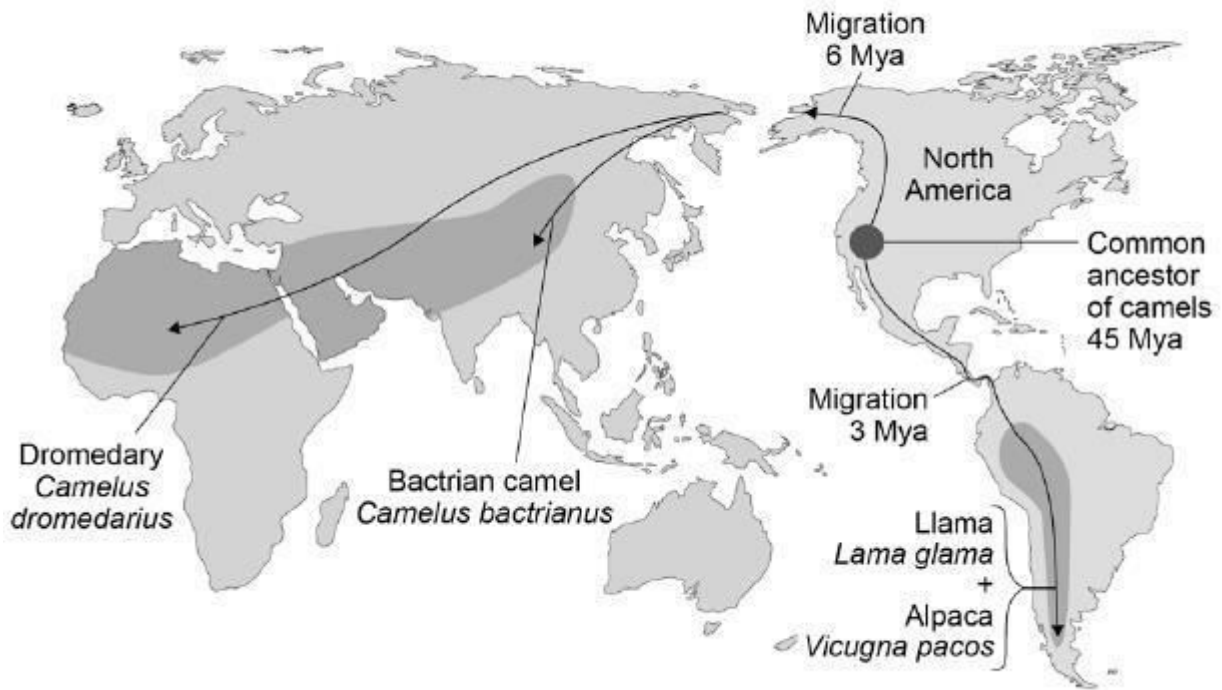 Migration
6 Mya
North
America
Common
ancestor
of camels
45 Mya
Migration
3 Mya
Dromedary
Camelus
dromedarius
Bactrian camel
Camelus bactrianus
Llama
Lama glama
+
Alpaca
Vicugna pacos